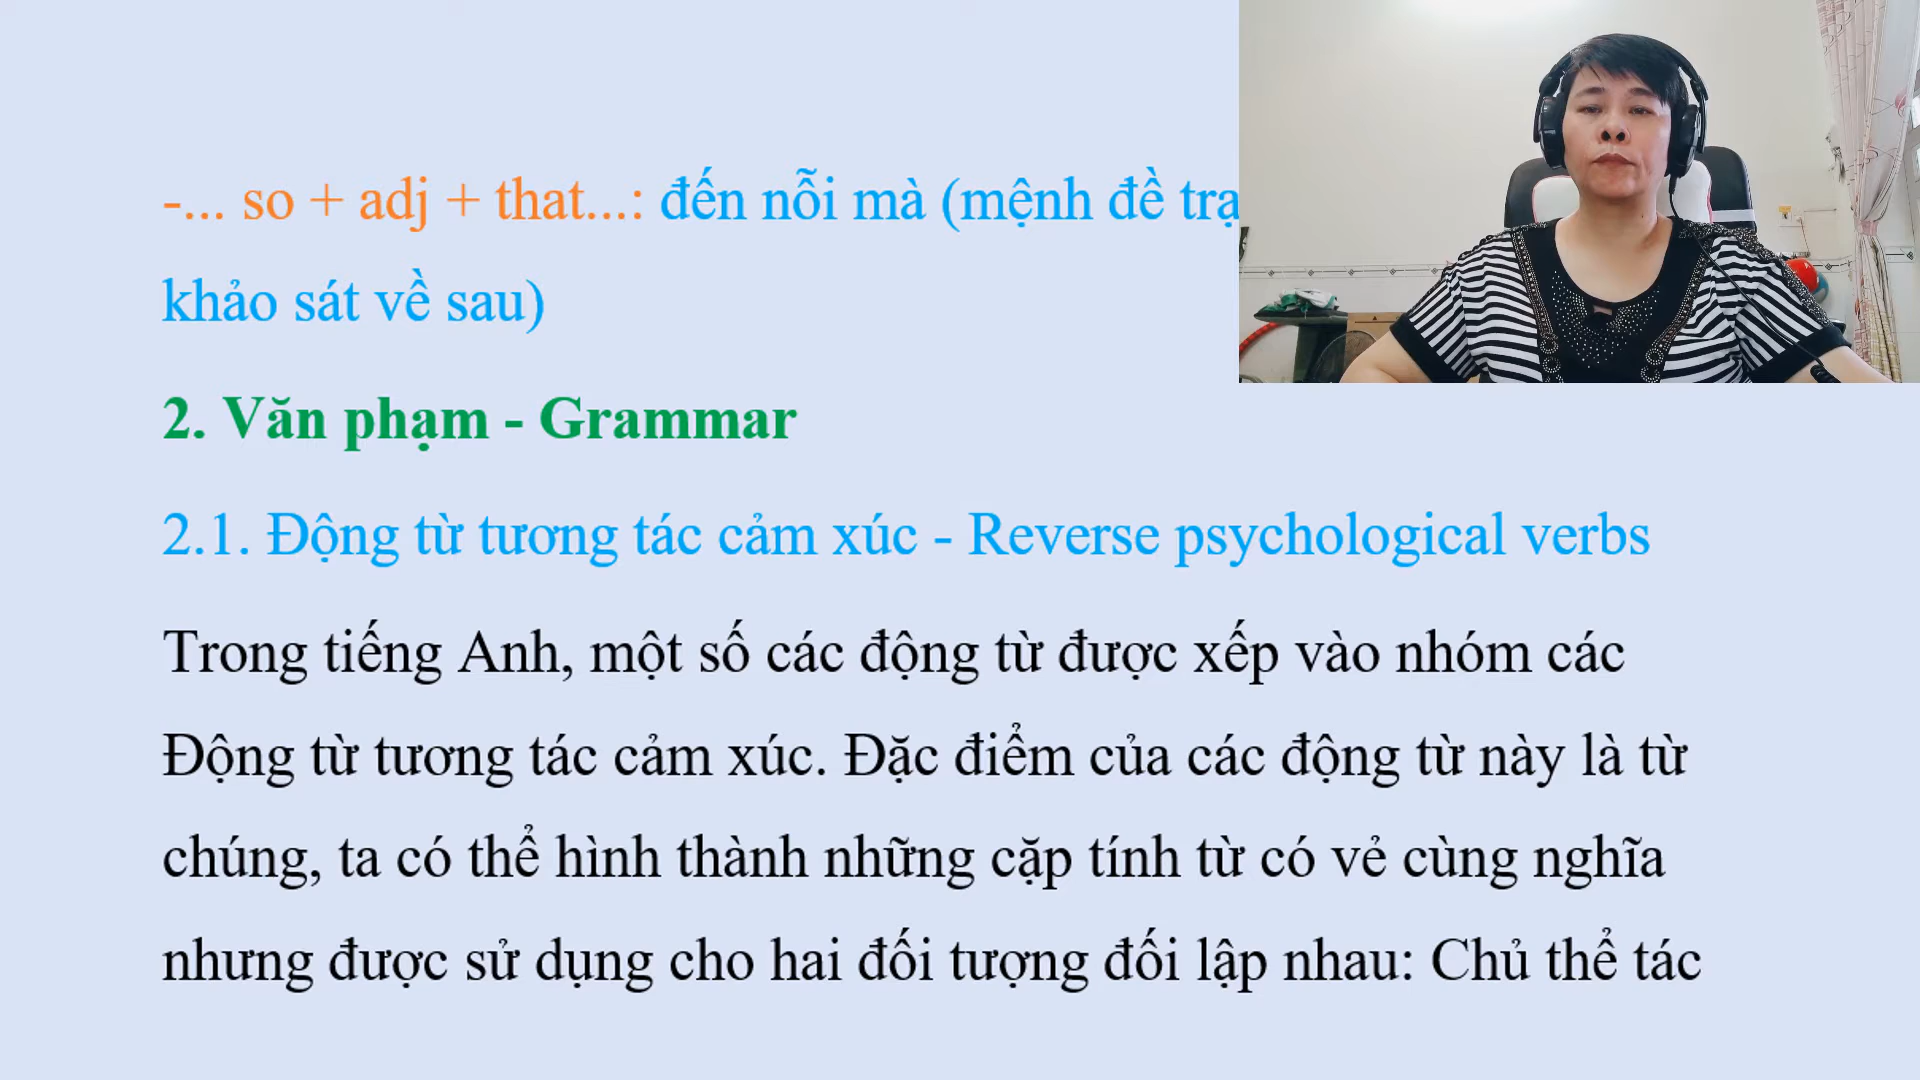 -... so + adj + that...: đến nỗi mà (mệnh đề
khảo sát về sau)
2. Văn phạm - Grammar
2.1. Động từ tương tác cảm xúc - Reverse psychological verbs
Trong tiếng Anh, một số các động từ được xếp vào nhóm các
Động từ tương tác cảm xúc. Đặc điểm của các động từ này là từ
chúng, ta có thể hình thành những cặp tính từ có vẻ cùng nghĩa
nhưng được sử dụng cho hai đối tượng đối lập nhau: Chủ thể tác